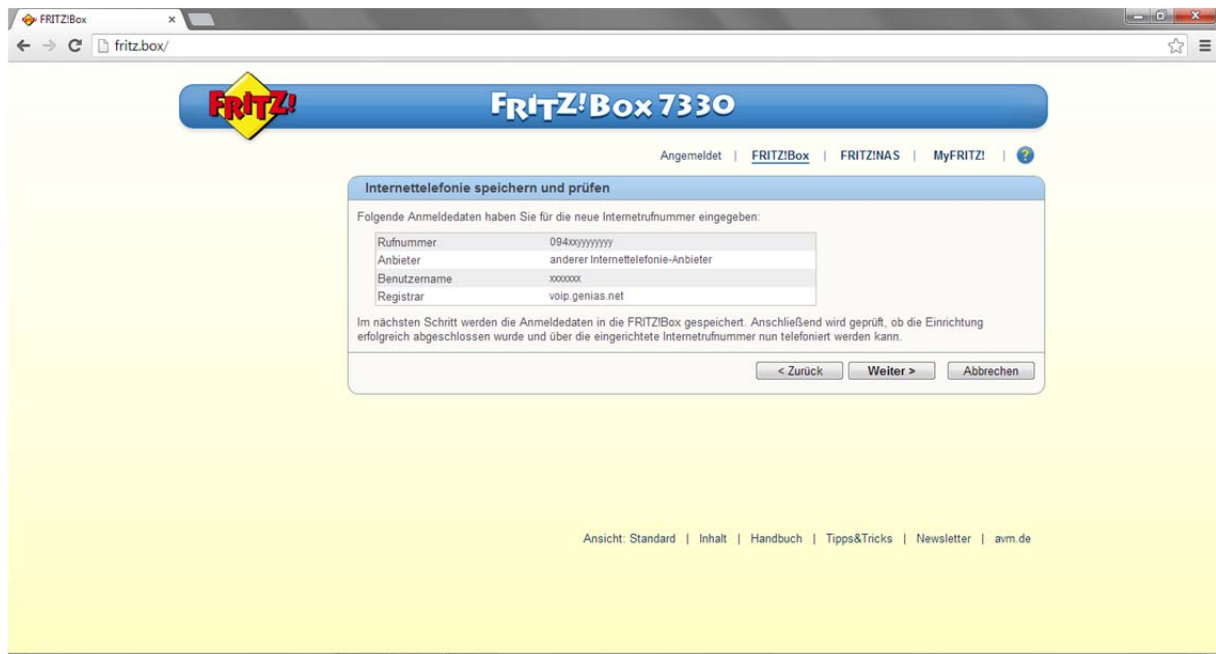 FRITZ!Box
fritz.box/
FRITZ!
FRITZ!Box 7330
Angemeldet | FRITZ!Box | FRITZ!NAS | MyFRITZ! | ?
Internettelefonie speichern und prüfen
Folgende Anmeldedaten haben Sie für die neue Internetrufnummer eingegeben:
Rufnummer 094xxyyyyyyy
Anbieter anderer Internettelefonie-Anbieter
Benutzername xxxxxxx
Registrar voip.genias.net
Im nächsten Schritt werden die Anmeldedaten in die FRITZ!Box gespeichert. Anschließend wird geprüft, ob die Einrichtung
erfolgreich abgeschlossen wurde und über die eingerichtete Internetrufnummer nun telefoniert werden kann.
< Zurück Weiter > Abbrechen
Ansicht: Standard | Inhalt | Handbuch | Tipps&Tricks | Newsletter | avm.de